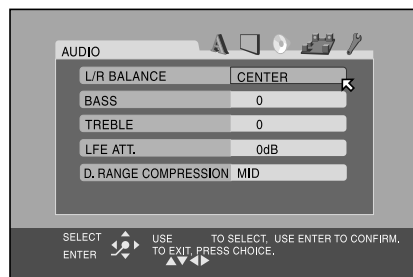 AUDIO
L/R BALANCE CENTER
BASS 0
TREBLE 0
LFE ATT. 0dB
D. RANGE COMPRESSION MID
SELECT USE TO SELECT, USE ENTER TO CONFIRM.
ENTER TO EXIT, PRESS CHOICE.